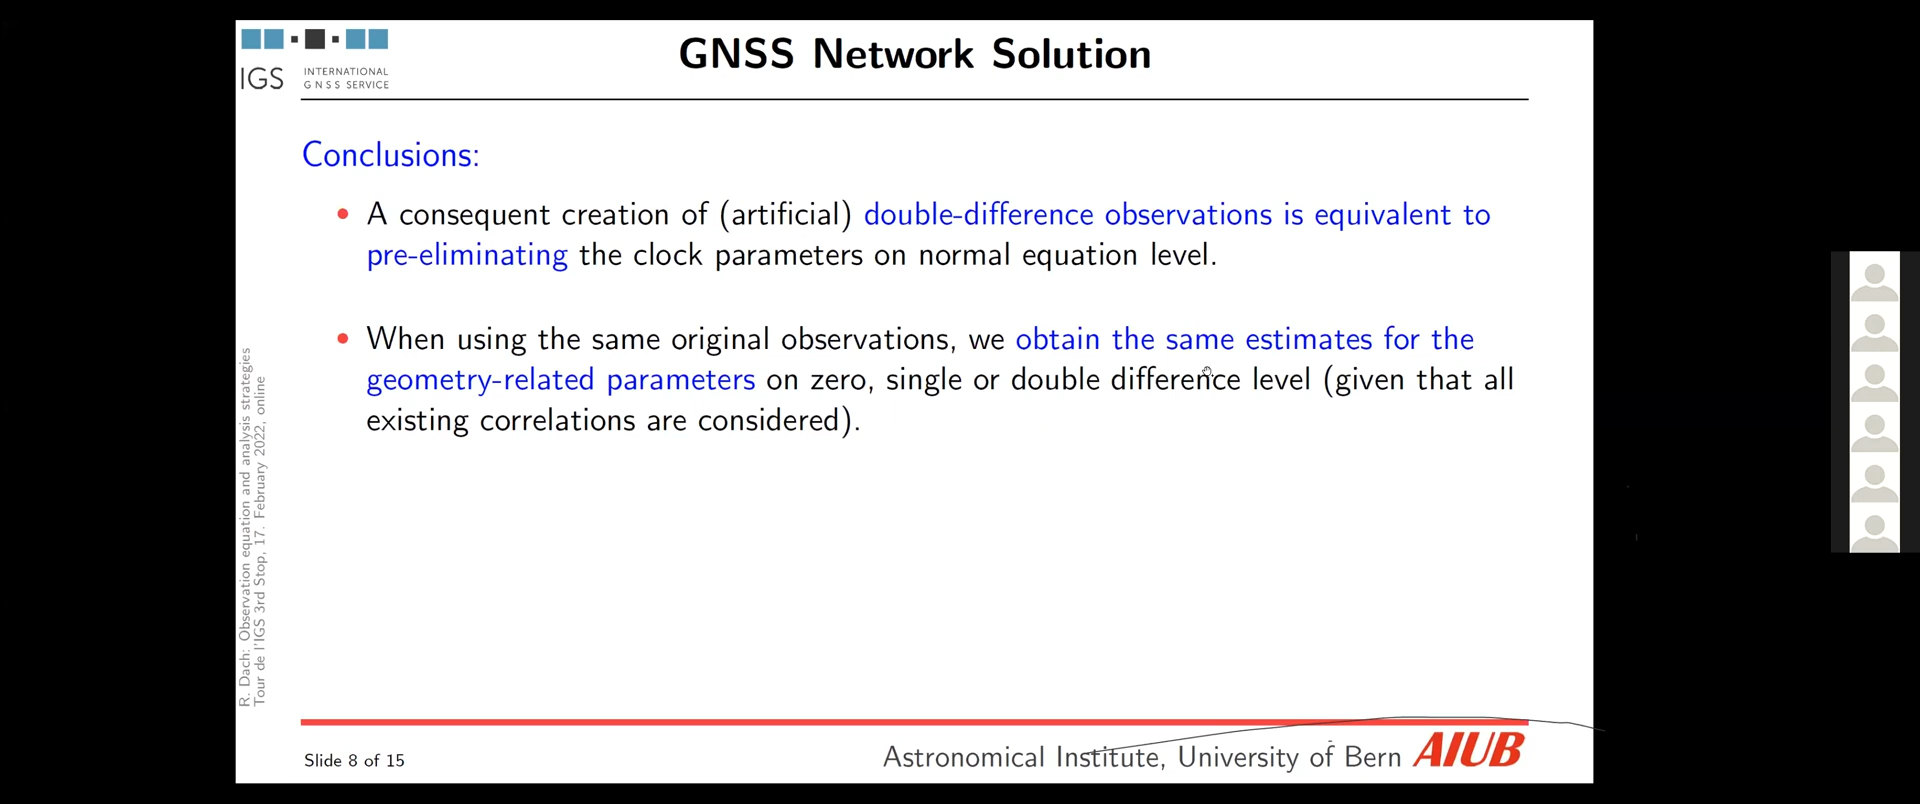 GNSS Network Solution
IGS
INTERNATIONAL
GNSS SERVICE
Conclusions:
• A consequent creation of (artificial) double-difference observations is equivalent to
pre-eliminating the clock parameters on normal equation level.
• When using the same original observations, we obtain the same estimates for the
geometry-related parameters on zero, single or double difference level (given that all
existing correlations are considered).
R. Dach: Observation equation and analysis strategies
Tour de l'IGS 3rd Stop, 17. February 2022, online
Slide 8 of 15
Astronomical Institute, University of Bern AIUB